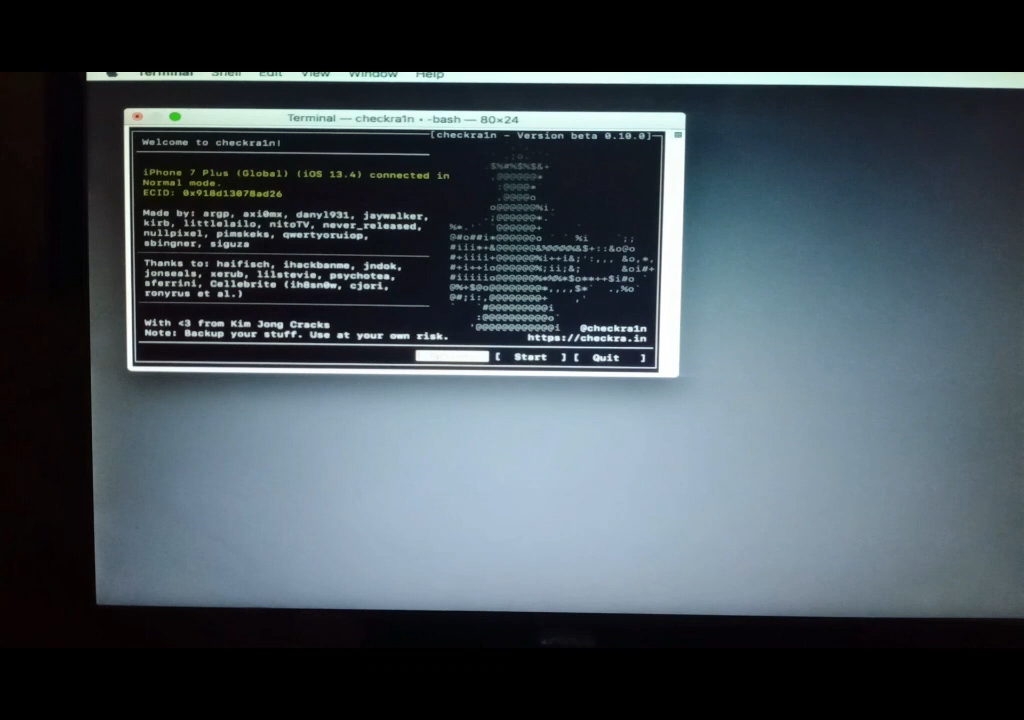 Terminal Shell Edit View Window Help
Terminal — checkra1n • -bash — 80×24
[checkra1n - Version beta 0.10.0]
Welcome to checkra1n!
iPhone 7 Plus (Global) (iOS 13.4) connected in
Normal mode.
ECID: 0x918d13078ad26
Made by: argp, axi0mx, danyl931, jaywalker,
kirb, littlelailo, nitoTV, never_released,
nullpixel, pimskeks, qwertyoruiop,
sbingner, siguza
Thanks to: haifisch, ihackbanme, jndok,
jonseals, xerub, lilstevie, psychotea,
sferrini, Cellebrite (ih8sn0w, cjori,
ronyrus et al.)
With <3 from Kim Jong Cracks
Note: Backup your stuff. Use at your own risk.
@checkra1n
https://checkra.in
[ Start ] [ Quit ]